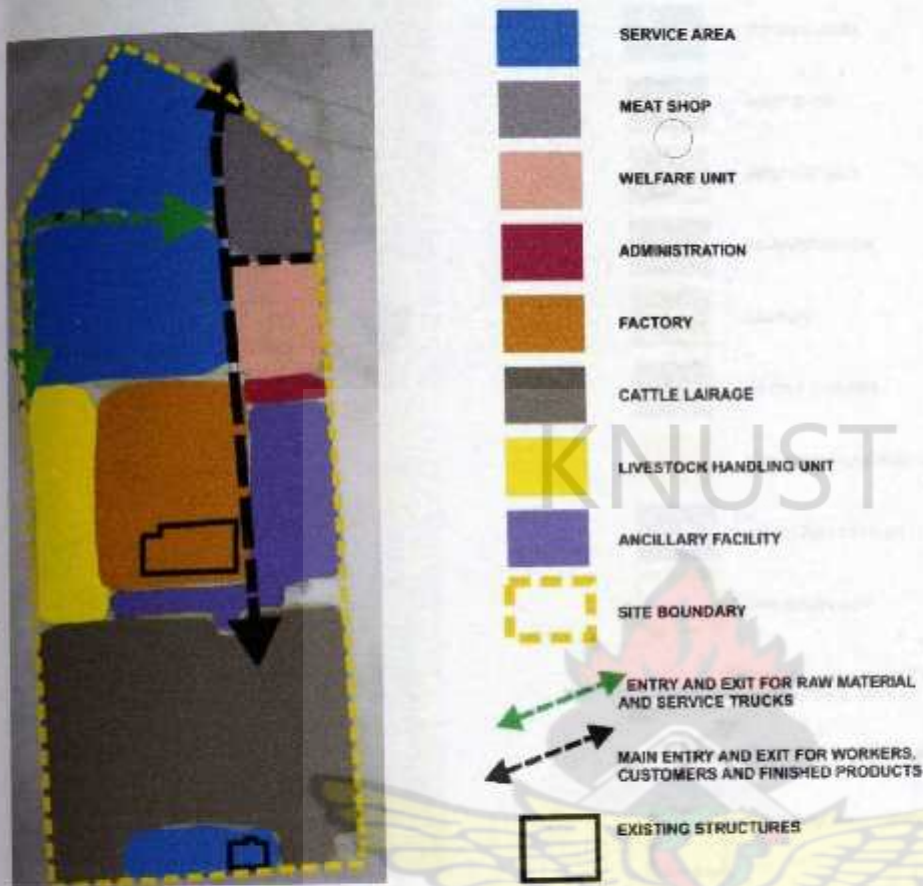 SERVICE AREA
MEAT SHOP
WELFARE UNIT
ADMINISTRATION
FACTORY
CATTLE LAIRAGE
KNUST
LIVESTOCK HANDLING UNIT
ANCILLARY FACILITY
SITE BOUNDARY
ENTRY AND EXIT FOR RAW MATERIAL
AND SERVICE TRUCKS
MAIN ENTRY AND EXIT FOR WORKERS,
CUSTOMERS AND FINISHED PRODUCTS
EXISTING STRUCTURES